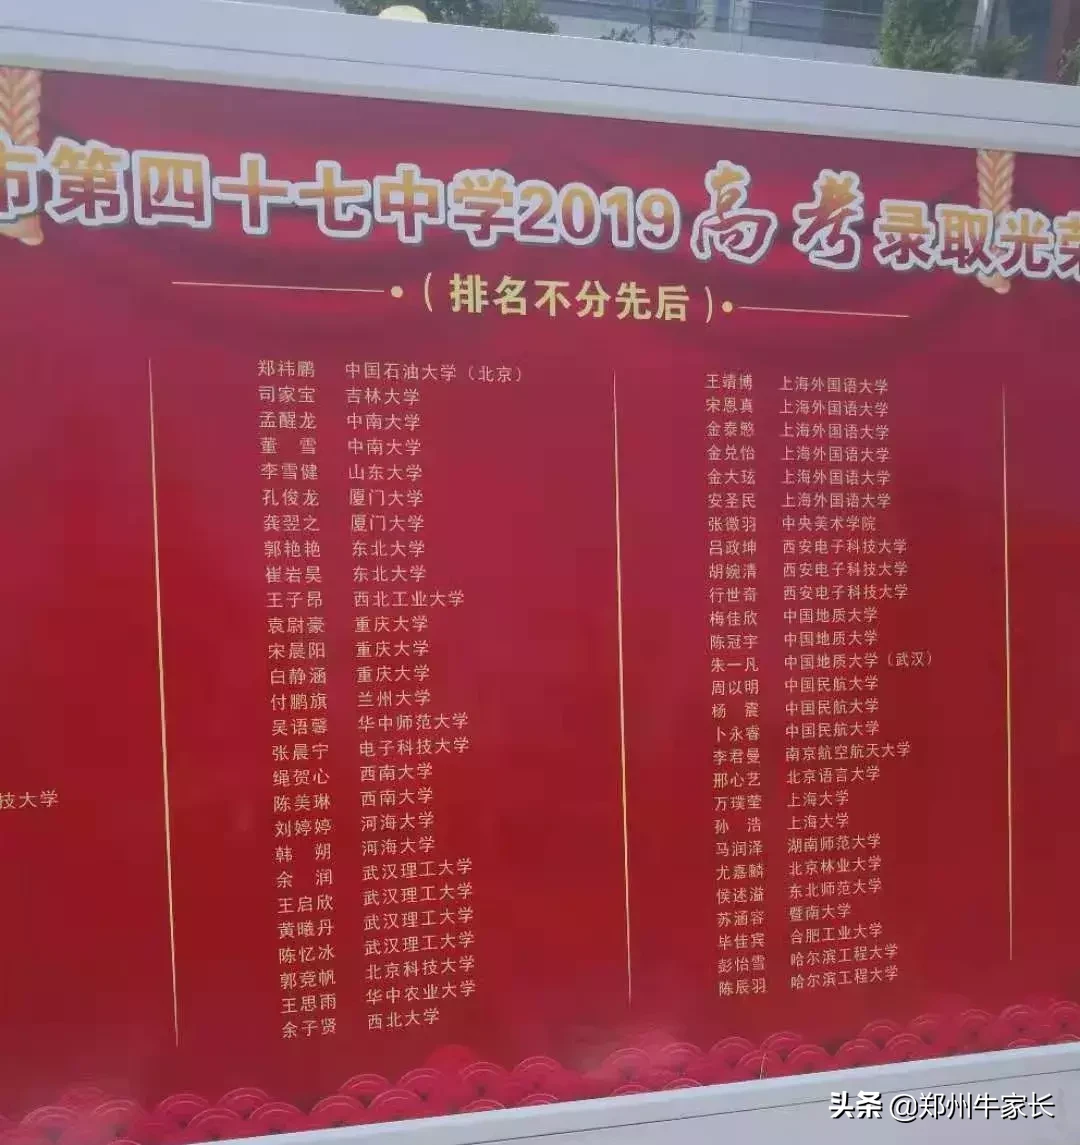 市第四十七中学2019高考录取光荣
（排名不分先后）
技大学
郑祎鹏 中国石油大学（北京）
司家宝 吉林大学
孟醒龙 中南大学
董 雪 中南大学
李雪健 山东大学
孔俊龙 厦门大学
龚翌之 厦门大学
郭艳艳 东北大学
崔岩昊 东北大学
王子昂 西北工业大学
袁尉豪 重庆大学
宋晨阳 重庆大学
白静涵 重庆大学
付鹏旗 兰州大学
吴语馨 华中师范大学
张晨宁 电子科技大学
绳贺心 西南大学
陈美琳 西南大学
刘婷婷 河海大学
韩 朔 河海大学
余 润 武汉理工大学
王启欣 武汉理工大学
黄曦丹 武汉理工大学
陈忆冰 武汉理工大学
郭竞帆 北京科技大学
王思雨 华中农业大学
余子贤 西北大学
王靖博 上海外国语大学
宋恩真 上海外国语大学
金泰憨 上海外国语大学
金兑怡 上海外国语大学
金大玹 上海外国语大学
安圣民 上海外国语大学
张微羽 中央美术学院
吕政坤 西安电子科技大学
胡婉清 西安电子科技大学
行世奇 西安电子科技大学
梅佳欣 中国地质大学
陈冠宇 中国地质大学
朱一凡 中国地质大学（武汉）
周以明 中国民航大学
杨 震 中国民航大学
卜永睿 中国民航大学
李君曼 南京航空航天大学
邢心艺 北京语言大学
万璞莹 上海大学
孙 浩 上海大学
马润泽 湖南师范大学
尤嘉麟 北京林业大学
侯述溢 东北师范大学
苏涵容 暨南大学
毕佳宾 合肥工业大学
彭怡雪 哈尔滨工程大学
陈辰羽 哈尔滨工程大学
头条 @郑州牛家长